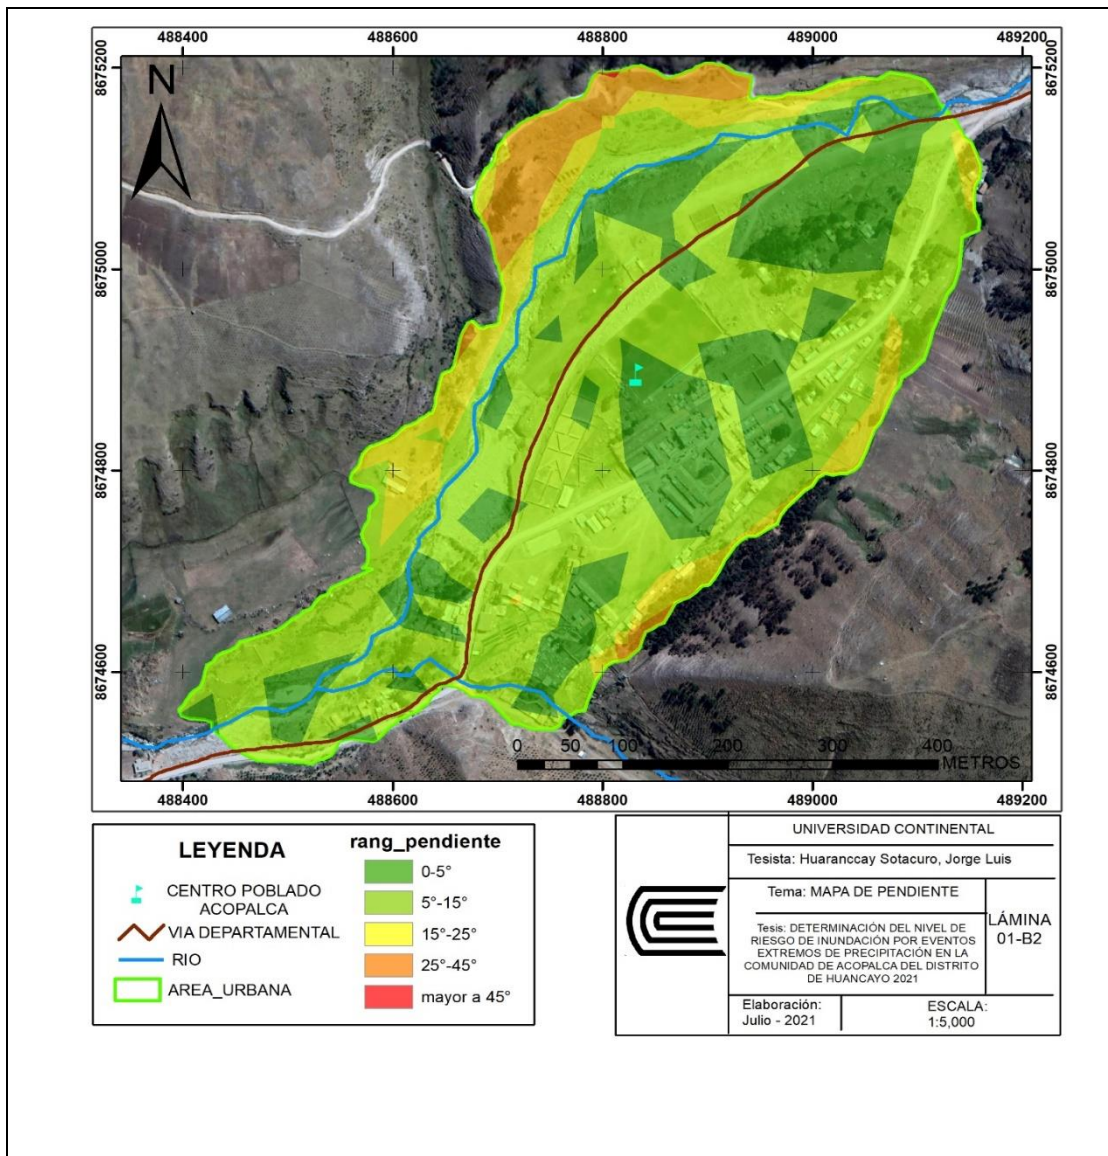 488400 488600 488800 489000 489200
8675200 8675200
N
8675000 8675000
8674800 8674800
8674600 8674600
0 50 100 200 300 400
METROS
488400 488600 488800 489000 489200
LEYENDA
CENTRO POBLADO
ACOPALCA
VIA DEPARTAMENTAL
RIO
AREA_URBANA
rang_pendiente
0-5°
5°-15°
15°-25°
25°-45°
mayor a 45°
UNIVERSIDAD CONTINENTAL
Tesista: Huaranccay Sotacuro, Jorge Luis
Tema: MAPA DE PENDIENTE
Tesis: DETERMINACIÓN DEL NIVEL DE
RIESGO DE INUNDACIÓN POR EVENTOS
EXTREMOS DE PRECIPITACIÓN EN LA
COMUNIDAD DE ACOPALCA DEL DISTRITO
DE HUANCAYO 2021
LÁMINA
01-B2
Elaboración:
Julio - 2021
ESCALA:
1:5,000